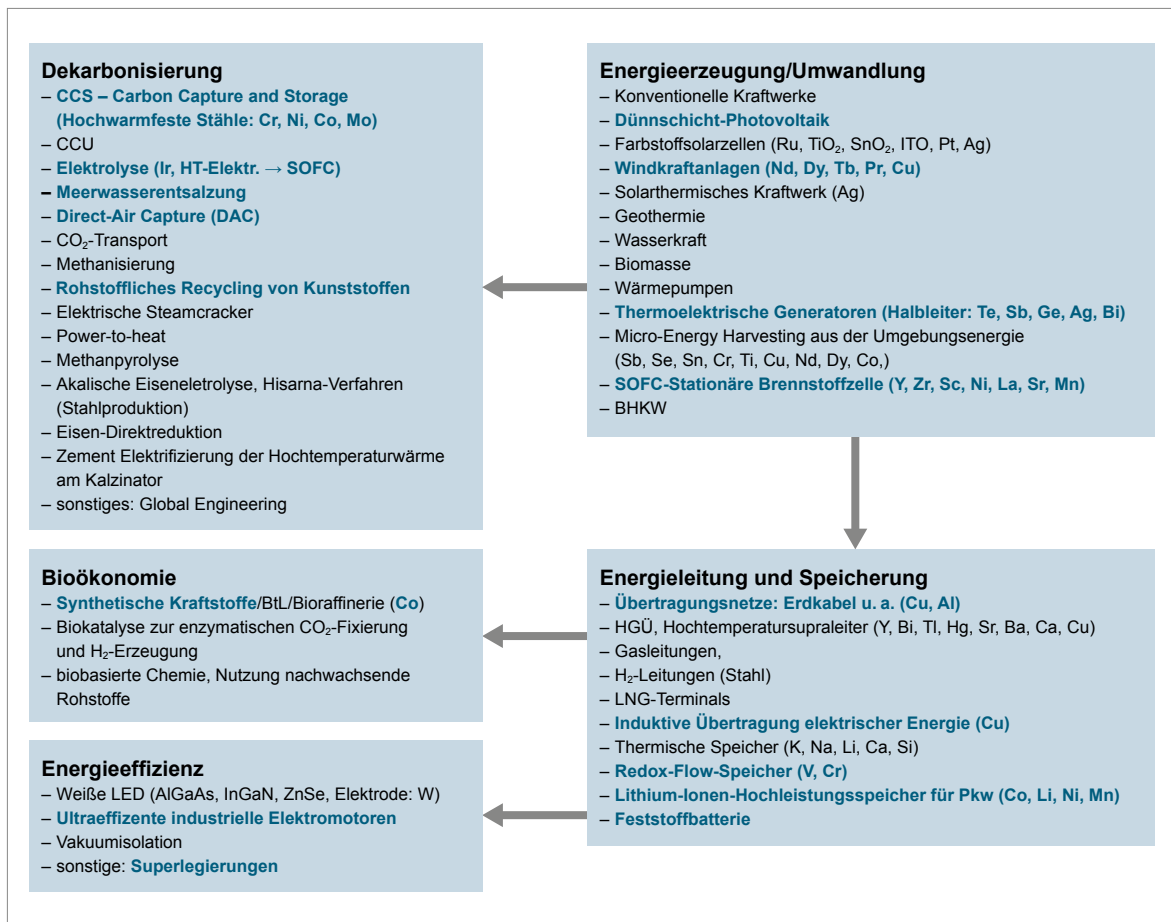 Dekarbonisierung
– CCS – Carbon Capture and Storage
(Hochwarmfeste Stähle: Cr, Ni, Co, Mo)
– CCU
– Elektrolyse (Ir, HT-Elektr. → SOFC)
– Meerwasserentsalzung
– Direct-Air Capture (DAC)
– CO₂-Transport
– Methanisierung
– Rohstoffliches Recycling von Kunststoffen
– Elektrische Steamcracker
– Power-to-heat
– Methanpyrolyse
– Akalische Eiseneletrolyse, Hisarna-Verfahren
(Stahlproduktion)
– Eisen-Direktreduktion
– Zement Elektrifizierung der Hochtemperaturwärme
am Kalzinator
– sonstiges: Global Engineering
Energieerzeugung/Umwandlung
– Konventionelle Kraftwerke
– Dünnschicht-Photovoltaik
– Farbstoffsolarzellen (Ru, TiO₂, SnO₂, ITO, Pt, Ag)
– Windkraftanlagen (Nd, Dy, Tb, Pr, Cu)
– Solarthermisches Kraftwerk (Ag)
– Geothermie
– Wasserkraft
– Biomasse
– Wärmepumpen
– Thermoelektrische Generatoren (Halbleiter: Te, Sb, Ge, Ag, Bi)
– Micro-Energy Harvesting aus der Umgebungsenergie
(Sb, Se, Sn, Cr, Ti, Cu, Nd, Dy, Co,)
– SOFC-Stationäre Brennstoffzelle (Y, Zr, Sc, Ni, La, Sr, Mn)
– BHKW
Bioökonomie
– Synthetische Kraftstoffe/BtL/Bioraffinerie (Co)
– Biokatalyse zur enzymatischen CO₂-Fixierung
und H₂-Erzeugung
– biobasierte Chemie, Nutzung nachwachsende
Rohstoffe
Energieleitung und Speicherung
– Übertragungsnetze: Erdkabel u. a. (Cu, Al)
– HGÜ, Hochtemperatursupraleiter (Y, Bi, Tl, Hg, Sr, Ba, Ca, Cu)
– Gasleitungen,
– H₂-Leitungen (Stahl)
– LNG-Terminals
– Induktive Übertragung elektrischer Energie (Cu)
– Thermische Speicher (K, Na, Li, Ca, Si)
– Redox-Flow-Speicher (V, Cr)
– Lithium-Ionen-Hochleistungsspeicher für Pkw (Co, Li, Ni, Mn)
– Feststoffbatterie
Energieeffizienz
– Weiße LED (AlGaAs, InGaN, ZnSe, Elektrode: W)
– Ultraeffizente industrielle Elektromotoren
– Vakuumisolation
– sonstige: Superlegierungen